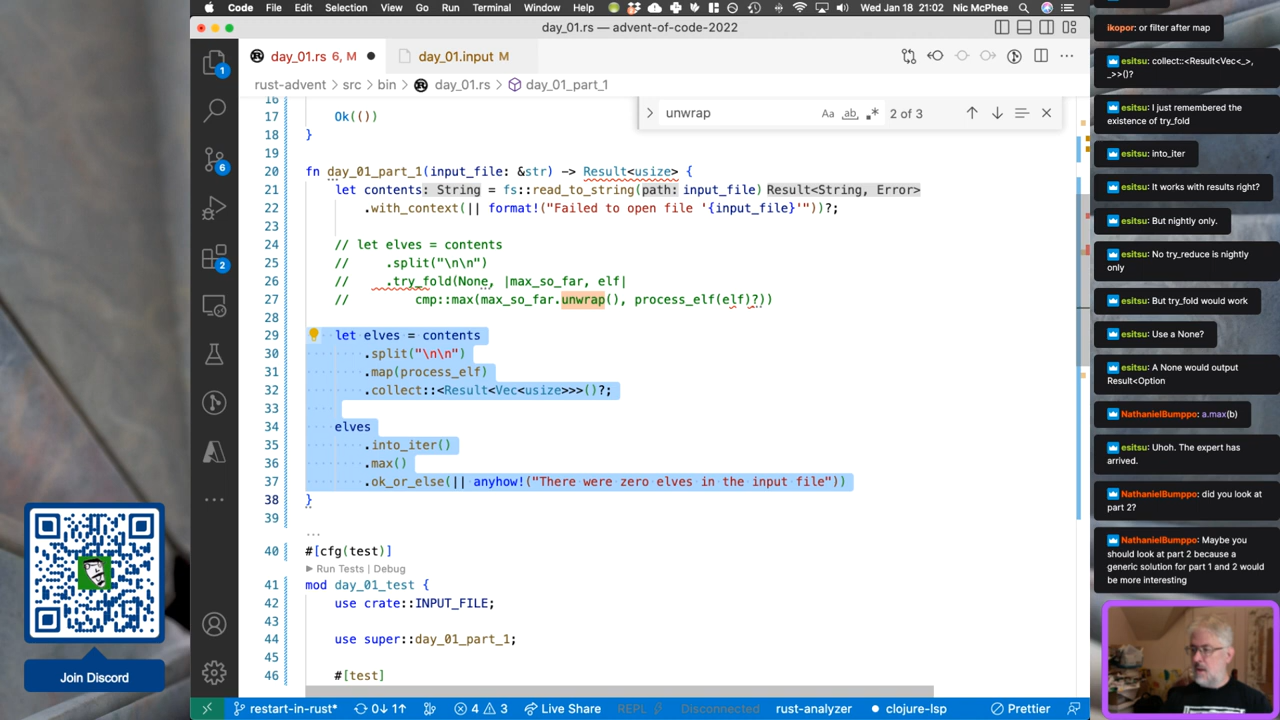 Code File Edit Selection View Go Run Terminal Window Help Wed Jan 18 21:02 Nic McPhee
day_01.rs — advent-of-code-2022
day_01.rs 6, M day_01.input M
rust-advent > src > bin > day_01.rs > day_01_part_1
unwrap Aa ab 2 of 3
16
17 Ok(())
18 }
19
20 fn day_01_part_1(input_file: &str) -> Result<usize> {
21 let contents: String = fs::read_to_string(path: input_file) Result<String, Error>
22 .with_context(|| format!("Failed to open file '{input_file}'"))?;
23
24 // let elves = contents
25 // .split("\n\n")
26 // .try_fold(None, |max_so_far, elf|
27 // cmp::max(max_so_far.unwrap(), process_elf(elf)?))
28
29 let elves = contents
30 .split("\n\n")
31 .map(process_elf)
32 .collect::<Result<Vec<usize>>>()?;
33
34 elves
35 .into_iter()
36 .max()
37 .ok_or_else(|| anyhow!("There were zero elves in the input file"))
38 }
39
...
40 #[cfg(test)]
▶ Run Tests | Debug
41 mod day_01_test {
42 use crate::INPUT_FILE;
43
44 use super::day_01_part_1;
45
46 #[test]
1
6
2
restart-in-rust* 0↓ 1↑ 4 3 Live Share REPL Disconnected rust-analyzer clojure-lsp Prettier
Join Discord
ikopor: or filter after map
esitsu: collect::<Result<Vec<_>,
_>>()?
esitsu: I just remembered the
existence of try_fold
esitsu: into_iter
esitsu: It works with results right?
esitsu: But nightly only.
esitsu: No try_reduce is nightly
only
esitsu: But try_fold would work
esitsu: Use a None?
esitsu: A None would output
Result<Option
NathanielBumppo: a.max(b)
esitsu: Uhoh. The expert has
arrived.
NathanielBumppo: did you look at
part 2?
NathanielBumppo: Maybe you
should look at part 2 because a
generic solution for part 1 and 2 would
be more interesting